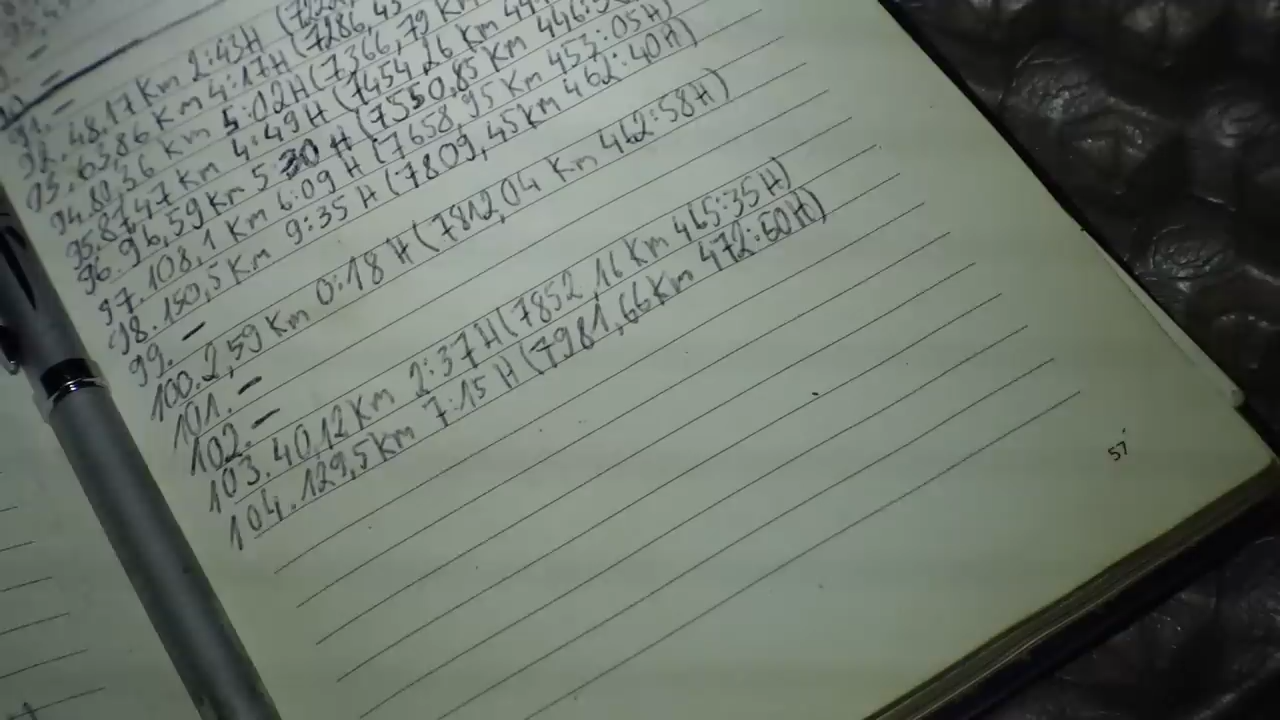 91. —
92. 48,17 Km 2:43H
93. 63,86 Km 4:17H (7286,43
94. 80,36 Km 5:02H (7366,79 Km
95. 87,47 Km 4:49H (7454,26 Km
96. 96,59 Km 5:30 H (7550,85 Km
97. 108,1 Km 6:09 H (7658,95 Km 453:05H)
98. 150,5 Km 9:35 H (7809,45 Km 462:40H)
99. —
100. 2,59 Km 0:18 H (7812,04 Km 462:58H)
101. —
102. —
103. 40,12 Km 2:37 H (7852,16 Km 465:35H)
104. 129,5 Km 7:15 H (7981,66 Km 472:50H)
57